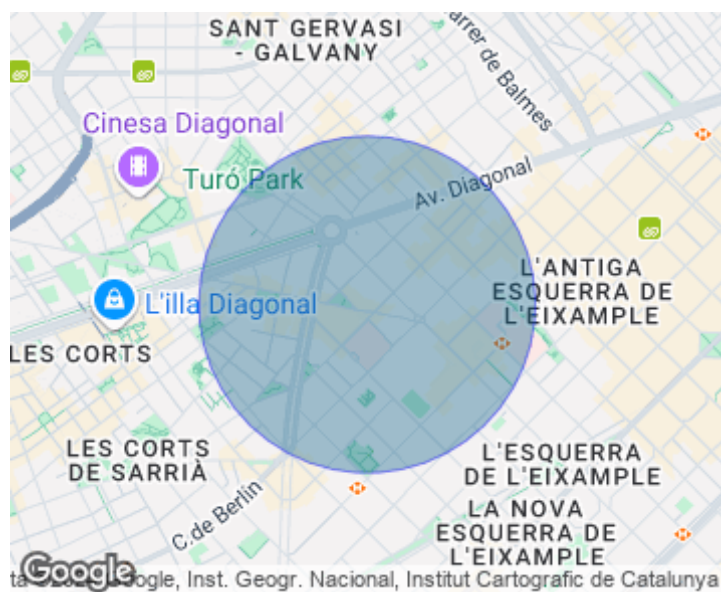 SANT GERVASI
- GALVANY
arrer de Balmes
Cinesa Diagonal
Turó Park
Av. Diagonal
L'ANTIGA
ESQUERRA DE
L'EIXAMPLE
L'illa Diagonal
LES CORTS
LES CORTS
DE SARRIÀ
L'ESQUERRA
DE L'EIXAMPLE
C. de Berlín
LA NOVA
ESQUERRA DE
L'EIXAMPLE
Google
Google, Inst. Geogr. Nacional, Institut Cartografic de Catalunya